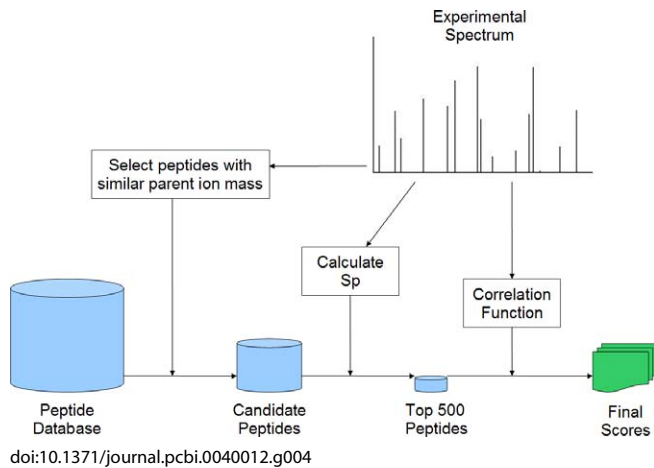 Experimental
Spectrum
Select peptides with
similar parent ion mass
Calculate
Sp
Correlation
Function
Peptide
Database
Candidate
Peptides
Top 500
Peptides
Final
Scores
doi:10.1371/journal.pcbi.0040012.g004